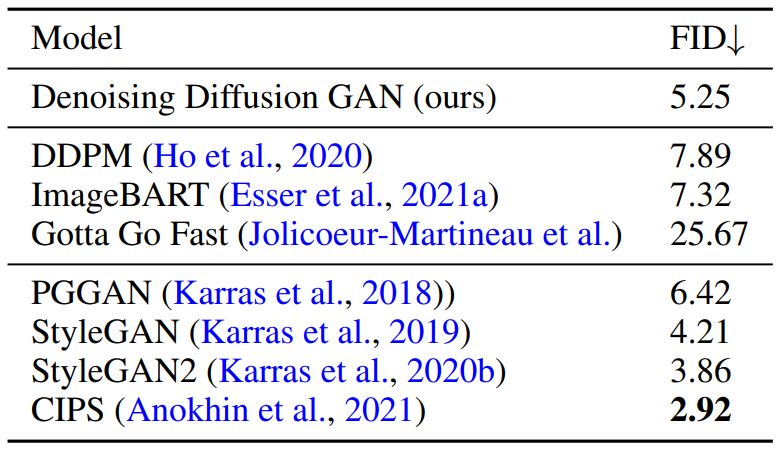 Model FID↓
Denoising Diffusion GAN (ours) 5.25
DDPM (Ho et al., 2020) 7.89
ImageBART (Esser et al., 2021a) 7.32
Gotta Go Fast (Jolicoeur-Martineau et al.) 25.67
PGGAN (Karras et al., 2018)) 6.42
StyleGAN (Karras et al., 2019) 4.21
StyleGAN2 (Karras et al., 2020b) 3.86
CIPS (Anokhin et al., 2021) 2.92